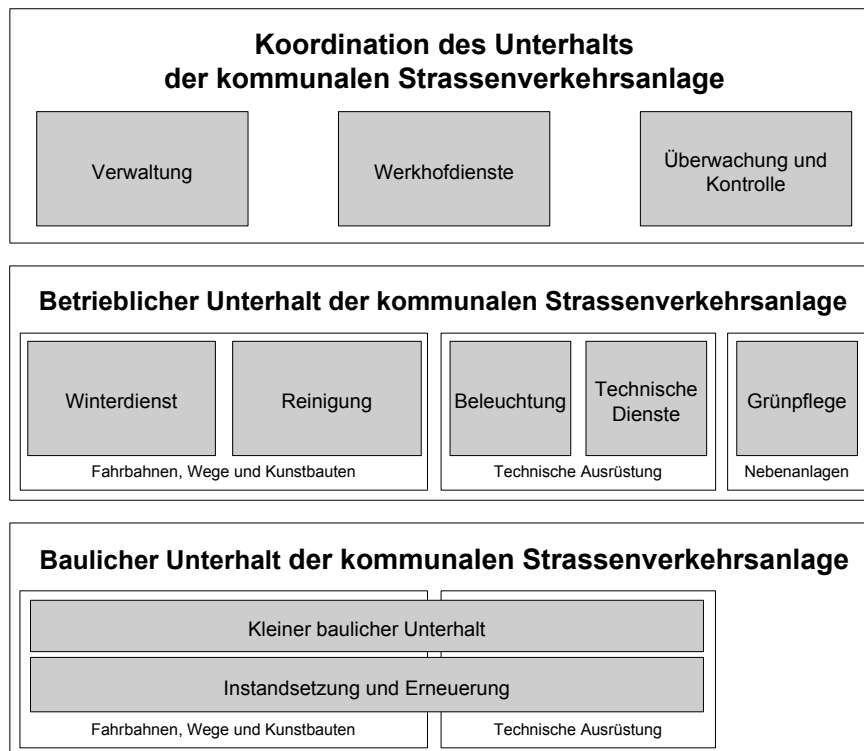 Koordination des Unterhalts
der kommunalen Strassenverkehrsanlage
Verwaltung
Werkhofdienste
Überwachung und
Kontrolle
Betrieblicher Unterhalt der kommunalen Strassenverkehrsanlage
Winterdienst
Reinigung
Beleuchtung
Technische
Dienste
Grünpflege
Fahrbahnen, Wege und Kunstbauten
Technische Ausrüstung
Nebenanlagen
Baulicher Unterhalt der kommunalen Strassenverkehrsanlage
Kleiner baulicher Unterhalt
Instandsetzung und Erneuerung
Fahrbahnen, Wege und Kunstbauten
Technische Ausrüstung